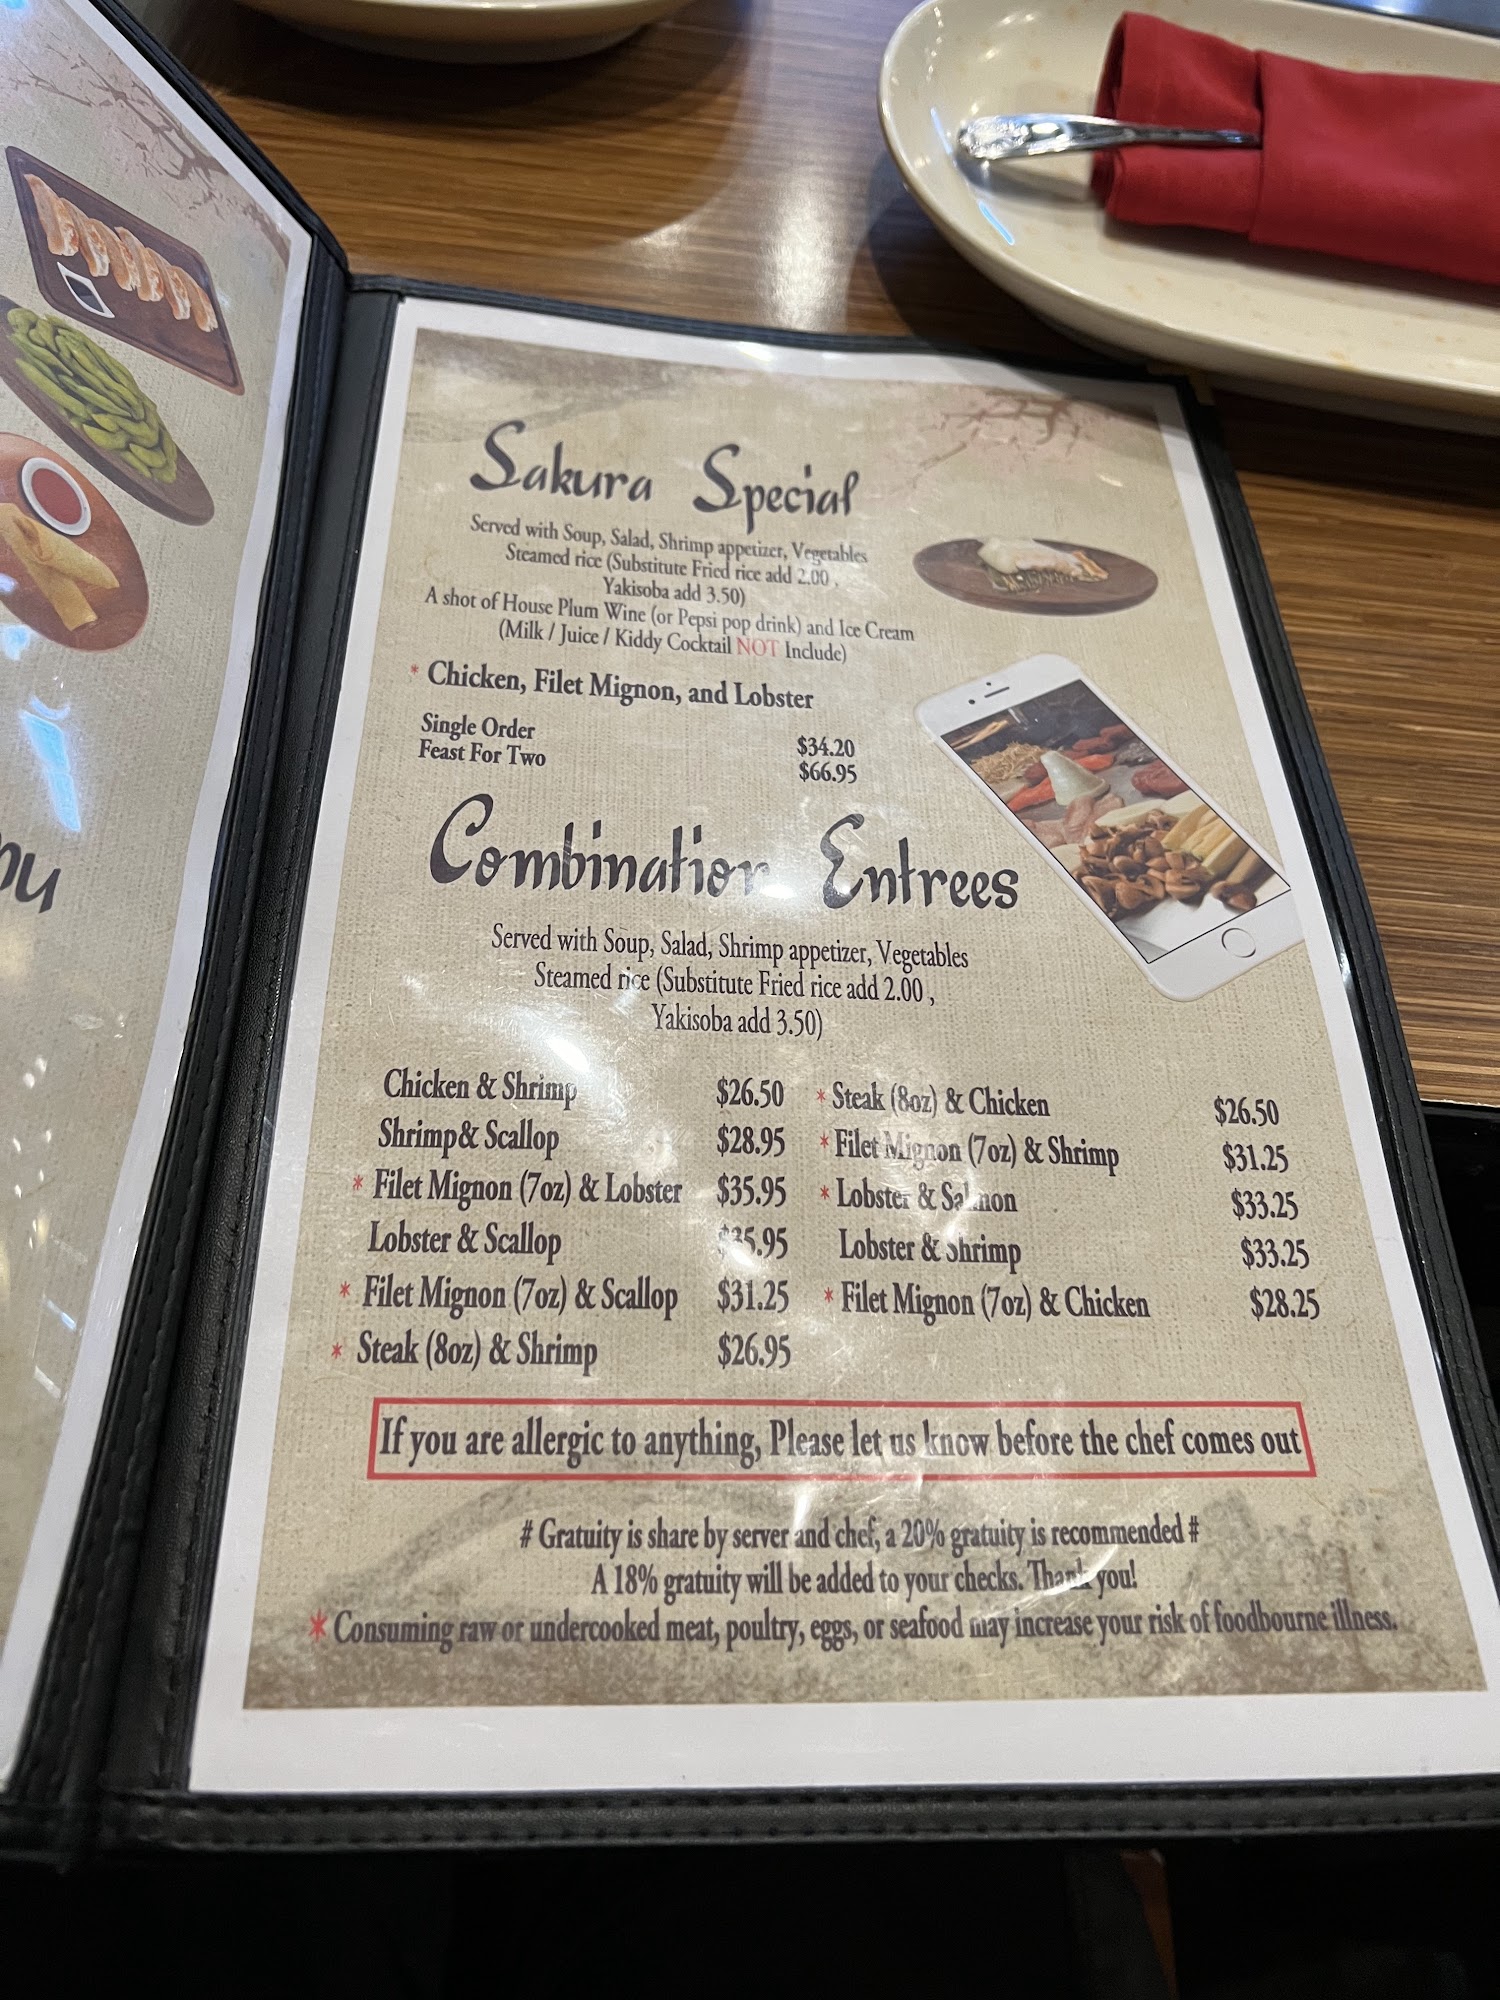 Sakura Special
Served with Soup, Salad, Shrimp appetizer, Vegetables
Steamed rice (Substitute Fried rice add 2.00 ,
Yakisoba add 3.50)
A shot of House Plum Wine (or Pepsi pop drink) and Ice Cream
(Milk / Juice / Kiddy Cocktail NOT Include)
* Chicken, Filet Mignon, and Lobster
Single Order $34.20
Feast For Two $66.95
Combination Entrees
Served with Soup, Salad, Shrimp appetizer, Vegetables
Steamed rice (Substitute Fried rice add 2.00 ,
Yakisoba add 3.50)
Chicken & Shrimp $26.50
Shrimp& Scallop $28.95
* Filet Mignon (7oz) & Lobster $35.95
Lobster & Scallop $35.95
* Filet Mignon (7oz) & Scallop $31.25
* Steak (8oz) & Shrimp $26.95
* Steak (8oz) & Chicken $26.50
* Filet Mignon (7oz) & Shrimp $31.25
* Lobster & Salmon $33.25
Lobster & Shrimp $33.25
* Filet Mignon (7oz) & Chicken $28.25
If you are allergic to anything, Please let us know before the chef comes out
# Gratuity is share by server and chef, a 20% gratuity is recommended #
A 18% gratuity will be added to your checks. Thank you!
* Consuming raw or undercooked meat, poultry, eggs, or seafood may increase your risk of foodbourne illness.